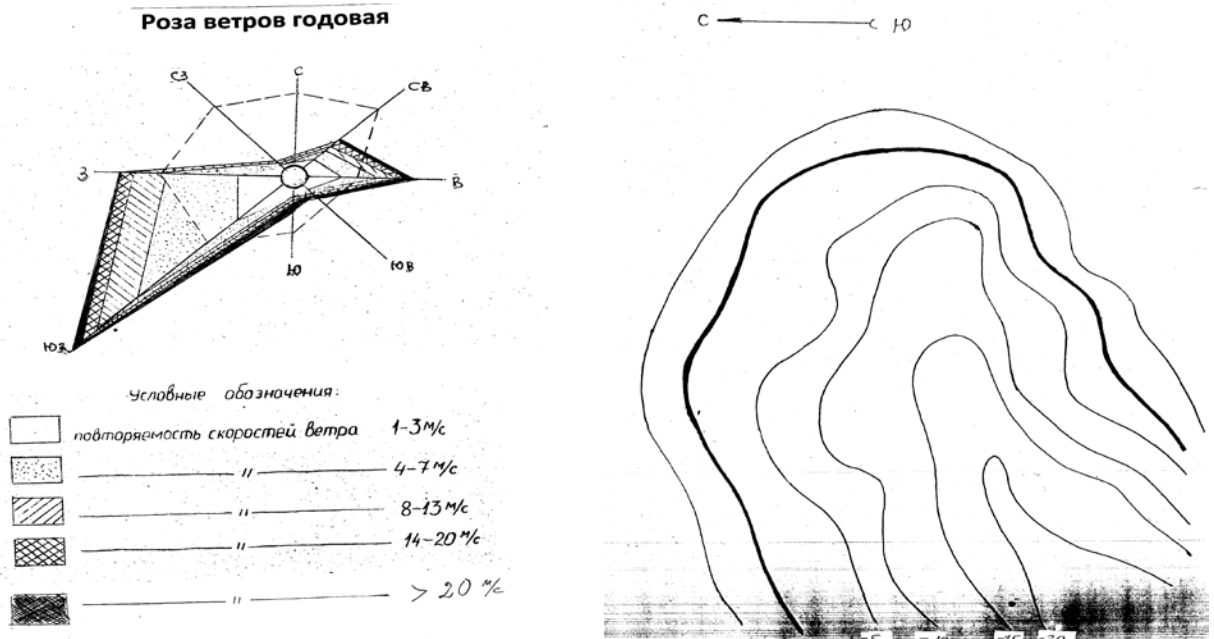 Роза ветров годовая
С
СЗ
СВ
З
В
Ю
ЮВ
ЮЗ
Условные обозначения:
повторяемость скоростей ветра 1-3 м/с
———— " ———— 4-7 м/с
———— " ———— 8-13 м/с
———— " ———— 14-20 м/с
———— " ———— > 20 м/с
С Ю